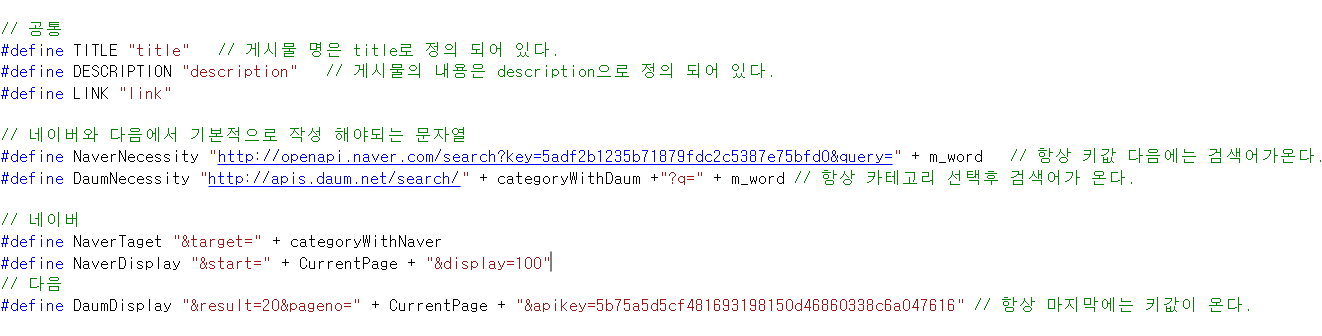 // 공통
#define TITLE "title"   // 게시물 명은 title로 정의 되어 있다.
#define DESCRIPTION "description"   // 게시물의 내용은 description으로 정의 되어 있다.
#define LINK "link"
// 네이버와 다음에서 기본적으로 작성 해야되는 문자열
#define NaverNecessity "http://openapi.naver.com/search?key=5adf2b1235b71879fdc2c5387e75bfd0&query=" + m_word   // 항상 키값 다음에는 검색어가온다.
#define DaumNecessity "http://apis.daum.net/search/" + categoryWithDaum +"?q=" + m_word // 항상 카테고리 선택후 검색어가 온다.
// 네이버
#define NaverTaget "&target=" + categoryWithNaver
#define NaverDisplay "&start=" + CurrentPage + "&display=100"
// 다음
#define DaumDisplay "&result=20&pageno=" + CurrentPage + "&apikey=5b75a5d5cf481693198150d46860338c6a047616" // 항상 마지막에는 키값이 온다.